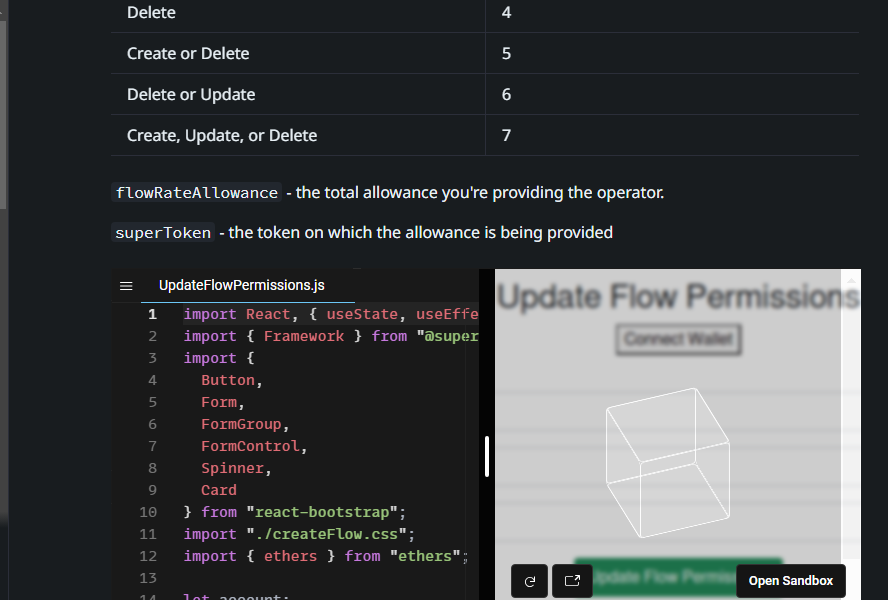 Delete 4
Create or Delete 5
Delete or Update 6
Create, Update, or Delete 7
flowRateAllowance - the total allowance you're providing the operator.
superToken - the token on which the allowance is being provided
UpdateFlowPermissions.js
1 import React, { useState, useEffe
2 import { Framework } from "@super
3 import {
4 Button,
5 Form,
6 FormGroup,
7 FormControl,
8 Spinner,
9 Card
10 } from "react-bootstrap";
11 import "./createFlow.css";
12 import { ethers } from "ethers";
13
14 let account;
Update Flow Permissions
Connect Wallet
Update Flow Permis
Open Sandbox